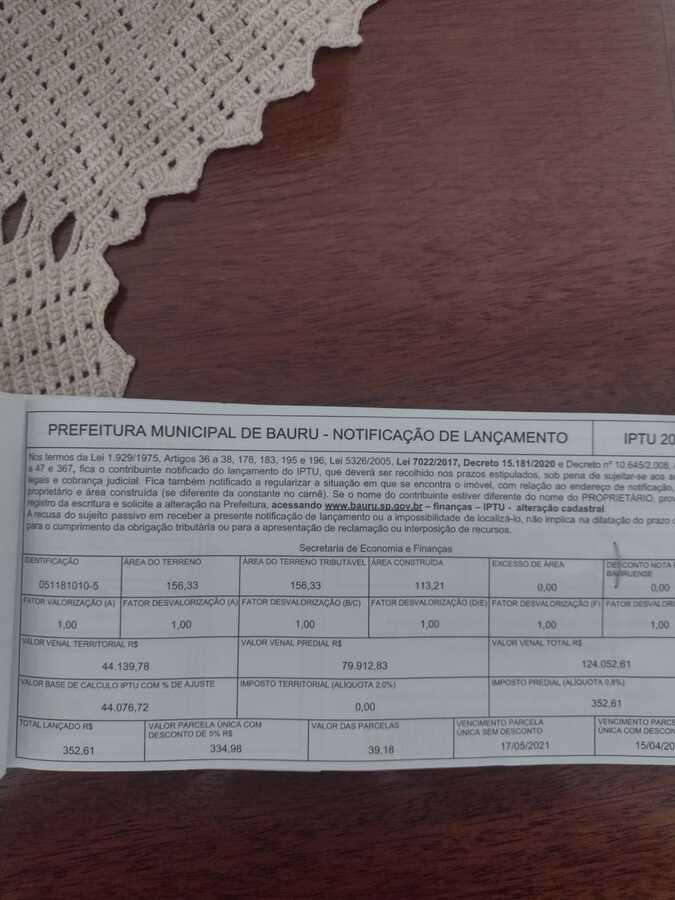 PREFEITURA MUNICIPAL DE BAURU - NOTIFICAÇÃO DE LANÇAMENTO IPTU 20
Nos termos da Lei 1.929/1975, Artigos 36 a 38, 178, 183, 195 e 196, Lei 5326/2005, Lei 7022/2017, Decreto 15.181/2020 e Decreto nº 10.645/2.008,
a 47 e 367, fica o contribuinte notificado do lançamento do IPTU, que deverá ser recolhido nos prazos estipulados, sob pena de sujeitar-se aos
legais e cobrança judicial. Fica também notificado a regularizar a situação em que se encontra o imóvel, com relação ao endereço de notificação,
proprietário e área construída (se diferente da constante no carnê). Se o nome do contribuinte estiver diferente do nome do PROPRIETÁRIO, prov
registro da escritura e solicite a alteração na Prefeitura, acessando www.bauru.sp.gov.br – finanças – IPTU - alteração cadastral.
A recusa do sujeito passivo em receber a presente notificação de lançamento ou a impossibilidade de localizá-lo, não implica na dilatação do prazo
para o cumprimento da obrigação tributária ou para a apresentação de reclamação ou interposição de recursos.
Secretaria de Economia e Finanças
IDENTIFICAÇÃO ÁREA DO TERRENO ÁREA DO TERRENO TRIBUTÁVEL ÁREA CONSTRUÍDA EXCESSO DE ÁREA DESCONTO NOTA
BAURUENSE
051181010-5 156,33 156,33 113,21 0,00 0,00
FATOR VALORIZAÇÃO (A) FATOR DESVALORIZAÇÃO (A) FATOR DESVALORIZAÇÃO (B/C) FATOR DESVALORIZAÇÃO (D/E) FATOR DESVALORIZAÇÃO (F) FATOR DESVALORI
1,00 1,00 1,00 1,00 1,00 1,00
VALOR VENAL TERRITORIAL R$ VALOR VENAL PREDIAL R$ VALOR VENAL TOTAL R$
44.139,78 79.912,83 124.052,61
VALOR BASE DE CALCULO IPTU COM % DE AJUSTE IMPOSTO TERRITORIAL (ALÍQUOTA 2,0%) IMPOSTO PREDIAL (ALÍQUOTA 0,8%)
44.076,72 0,00 352,61
TOTAL LANÇADO R$ VALOR PARCELA ÚNICA COM
DESCONTO DE 5% R$ VALOR DAS PARCELAS VENCIMENTO PARCELA
ÚNICA SEM DESCONTO VENCIMENTO PARCE
ÚNICA COM DESCON
352,61 334,98 39,18 17/05/2021 15/04/20